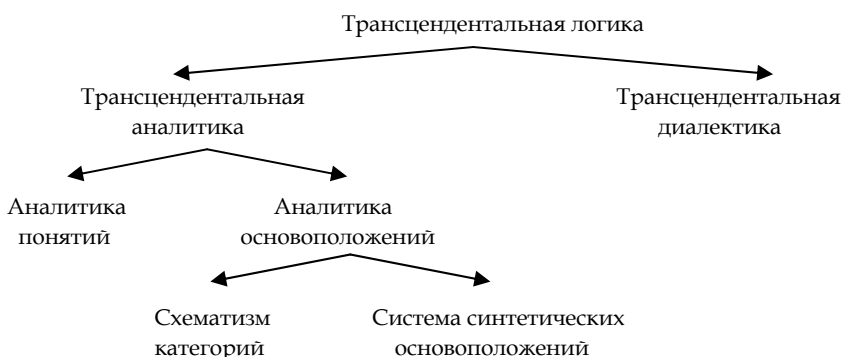 Трансцендентальная логика
Трансцендентальная
аналитика
Трансцендентальная
диалектика
Аналитика
понятий
Аналитика
основоположений
Схематизм
категорий
Система синтетических
основоположений